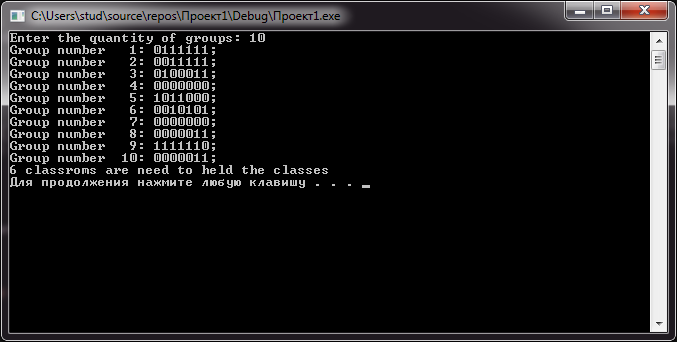 C:\Users\stud\source\repos\Проект1\Debug\Проект1.exe
Enter the quantity of groups: 10
Group number   1: 0111111;
Group number   2: 0011111;
Group number   3: 0100011;
Group number   4: 0000000;
Group number   5: 1011000;
Group number   6: 0010101;
Group number   7: 0000000;
Group number   8: 0000011;
Group number   9: 1111110;
Group number  10: 0000011;
6 classroms are need to held the classes
Для продолжения нажмите любую клавишу . . .